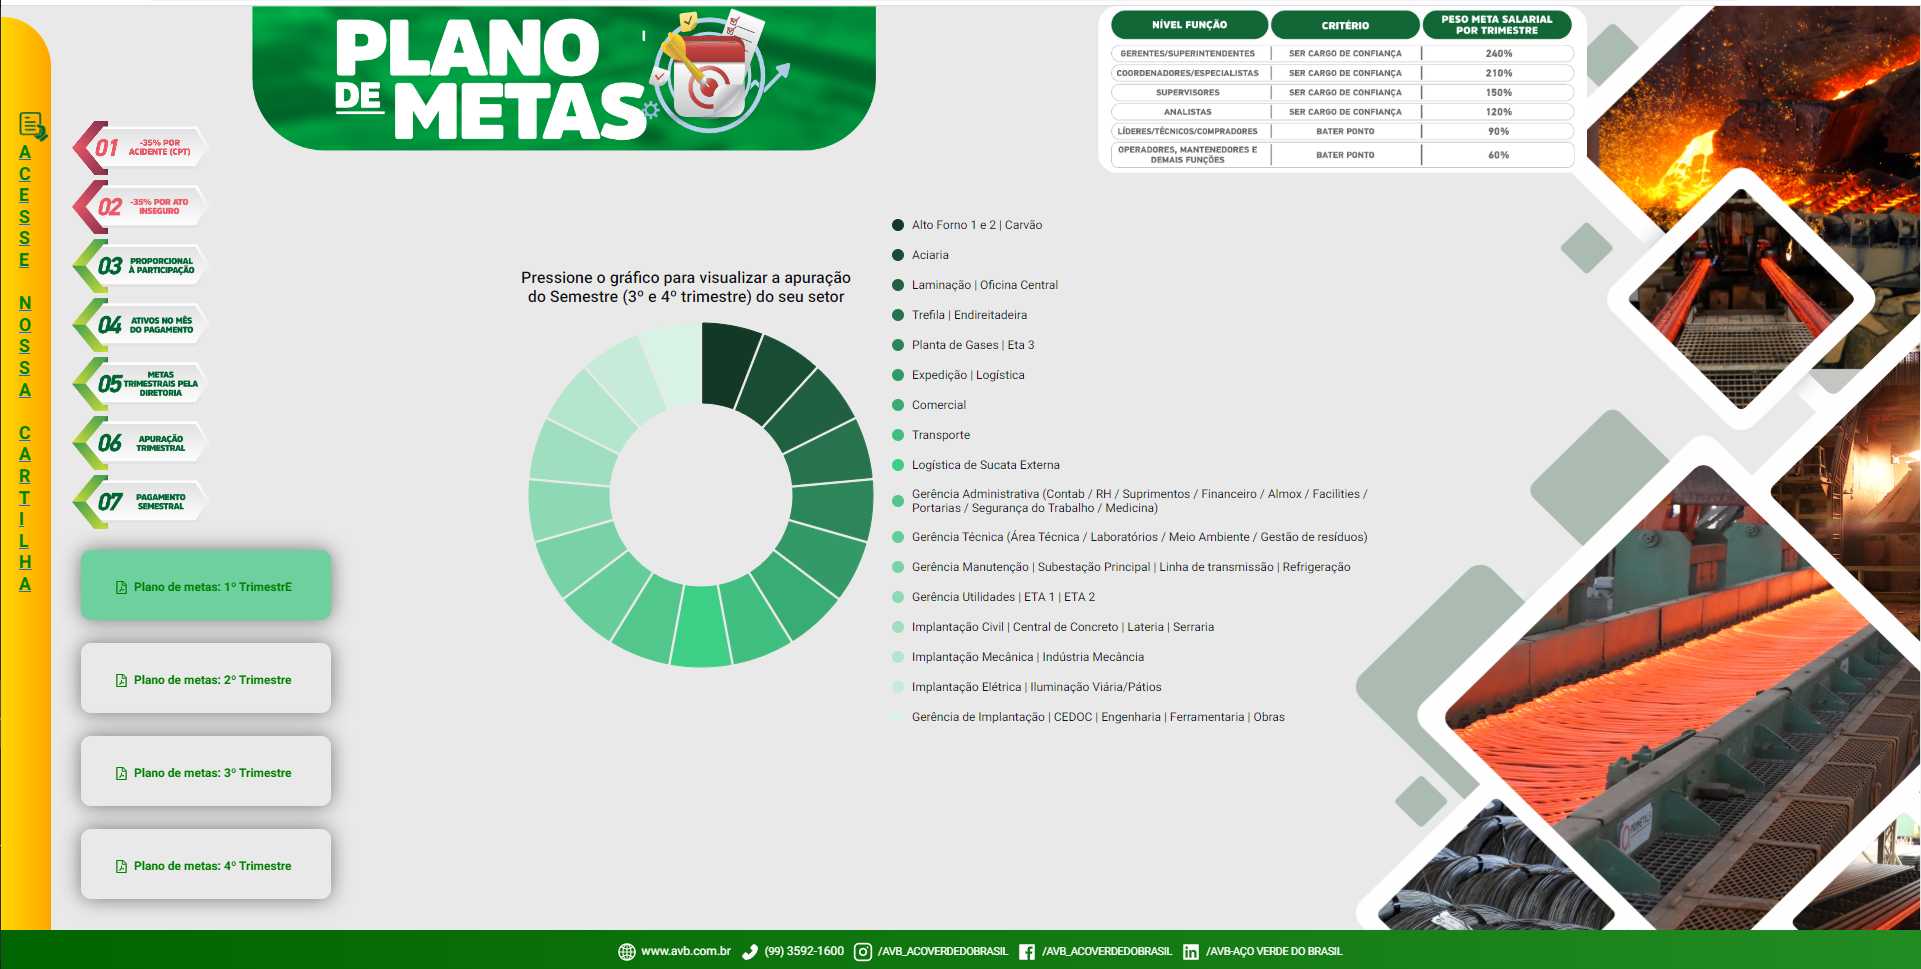 PLANO
DE METAS
NÍVEL FUNÇÃO CRITÉRIO PESO META SALARIAL
POR TRIMESTRE
GERENTES/SUPERINTENDENTES SER CARGO DE CONFIANÇA 240%
COORDENADORES/ESPECIALISTAS SER CARGO DE CONFIANÇA 210%
SUPERVISORES SER CARGO DE CONFIANÇA 150%
ANALISTAS SER CARGO DE CONFIANÇA 120%
LÍDERES/TÉCNICOS/COMPRADORES BATER PONTO 90%
OPERADORES, MANTENEDORES E
DEMAIS FUNÇÕES BATER PONTO 60%
ACESSE NOSSA CARTILHA
01 -35% POR
ACIDENTE (CPT)
02 -35% POR ATO
INSEGURO
03 PROPORCIONAL
À PARTICIPAÇÃO
04 ATIVOS NO MÊS
DO PAGAMENTO
05 METAS
TRIMESTRAIS PELA
DIRETORIA
06 APURAÇÃO
TRIMESTRAL
07 PAGAMENTO
SEMESTRAL
Plano de metas: 1º TrimestrE
Plano de metas: 2º Trimestre
Plano de metas: 3º Trimestre
Plano de metas: 4º Trimestre
Pressione o gráfico para visualizar a apuração
do Semestre (3º e 4º trimestre) do seu setor
Alto Forno 1 e 2 | Carvão
Aciaria
Laminação | Oficina Central
Trefila | Endireitadeira
Planta de Gases | Eta 3
Expedição | Logística
Comercial
Transporte
Logística de Sucata Externa
Gerência Administrativa (Contab / RH / Suprimentos / Financeiro / Almox / Facilities /
Portarias / Segurança do Trabalho / Medicina)
Gerência Técnica (Área Técnica / Laboratórios / Meio Ambiente / Gestão de resíduos)
Gerência Manutenção | Subestação Principal | Linha de transmissão | Refrigeração
Gerência Utilidades | ETA 1 | ETA 2
Implantação Civil | Central de Concreto | Lateria | Serraria
Implantação Mecânica | Indústria Mecância
Implantação Elétrica | Iluminação Viária/Pátios
Gerência de Implantação | CEDOC | Engenharia | Ferramentaria | Obras
PRIMETALS
www.avb.com.br (99) 3592-1600 /AVB_ACOVERDEDOBRASIL /AVB_ACOVERDEDOBRASIL /AVB-AÇO VERDE DO BRASIL